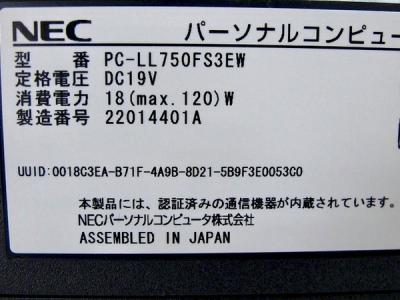 NEC パーソナルコンピュー
型 番 PC-LL750FS3EW
定格電圧 DC19V
消費電力 18(max.120)W
製造番号 22014401A
UUID:0018C3EA-B71F-4A9B-8D21-5B9F3E0053C0
本製品には、認証済みの通信機器が内蔵されています。
NECパーソナルコンピュータ株式会社
ASSEMBLED IN JAPAN